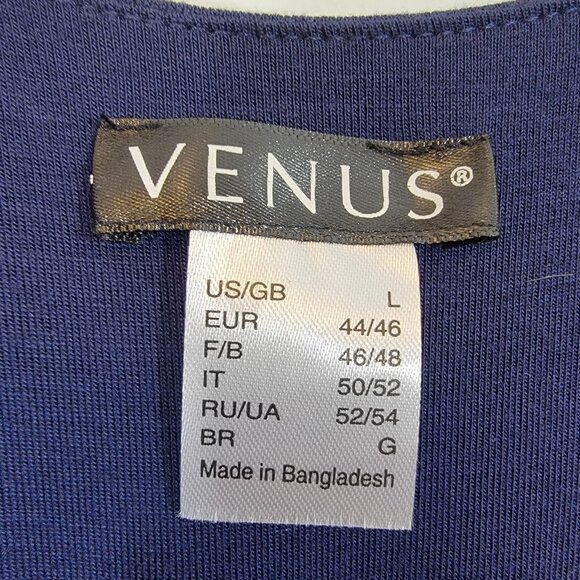 VENUS®
US/GB L
EUR 44/46
F/B 46/48
IT 50/52
RU/UA 52/54
BR G
Made in Bangladesh